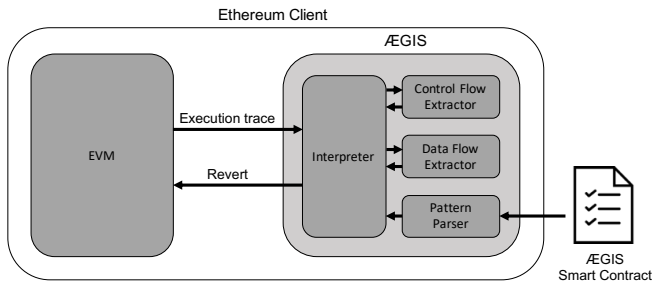 Ethereum Client
ÆGIS
EVM
Execution trace
Revert
Interpreter
Control Flow
Extractor
Data Flow
Extractor
Pattern
Parser
ÆGIS
Smart Contract